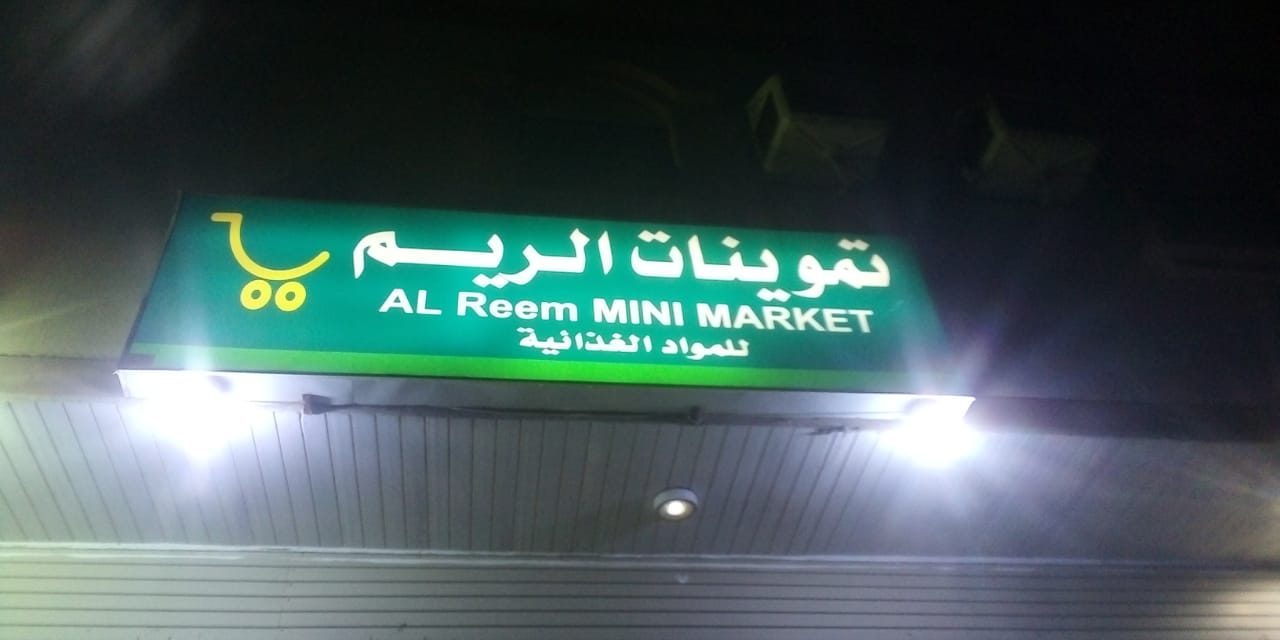 تموينات الريم
AL Reem MINI MARKET
للمواد الغذائية